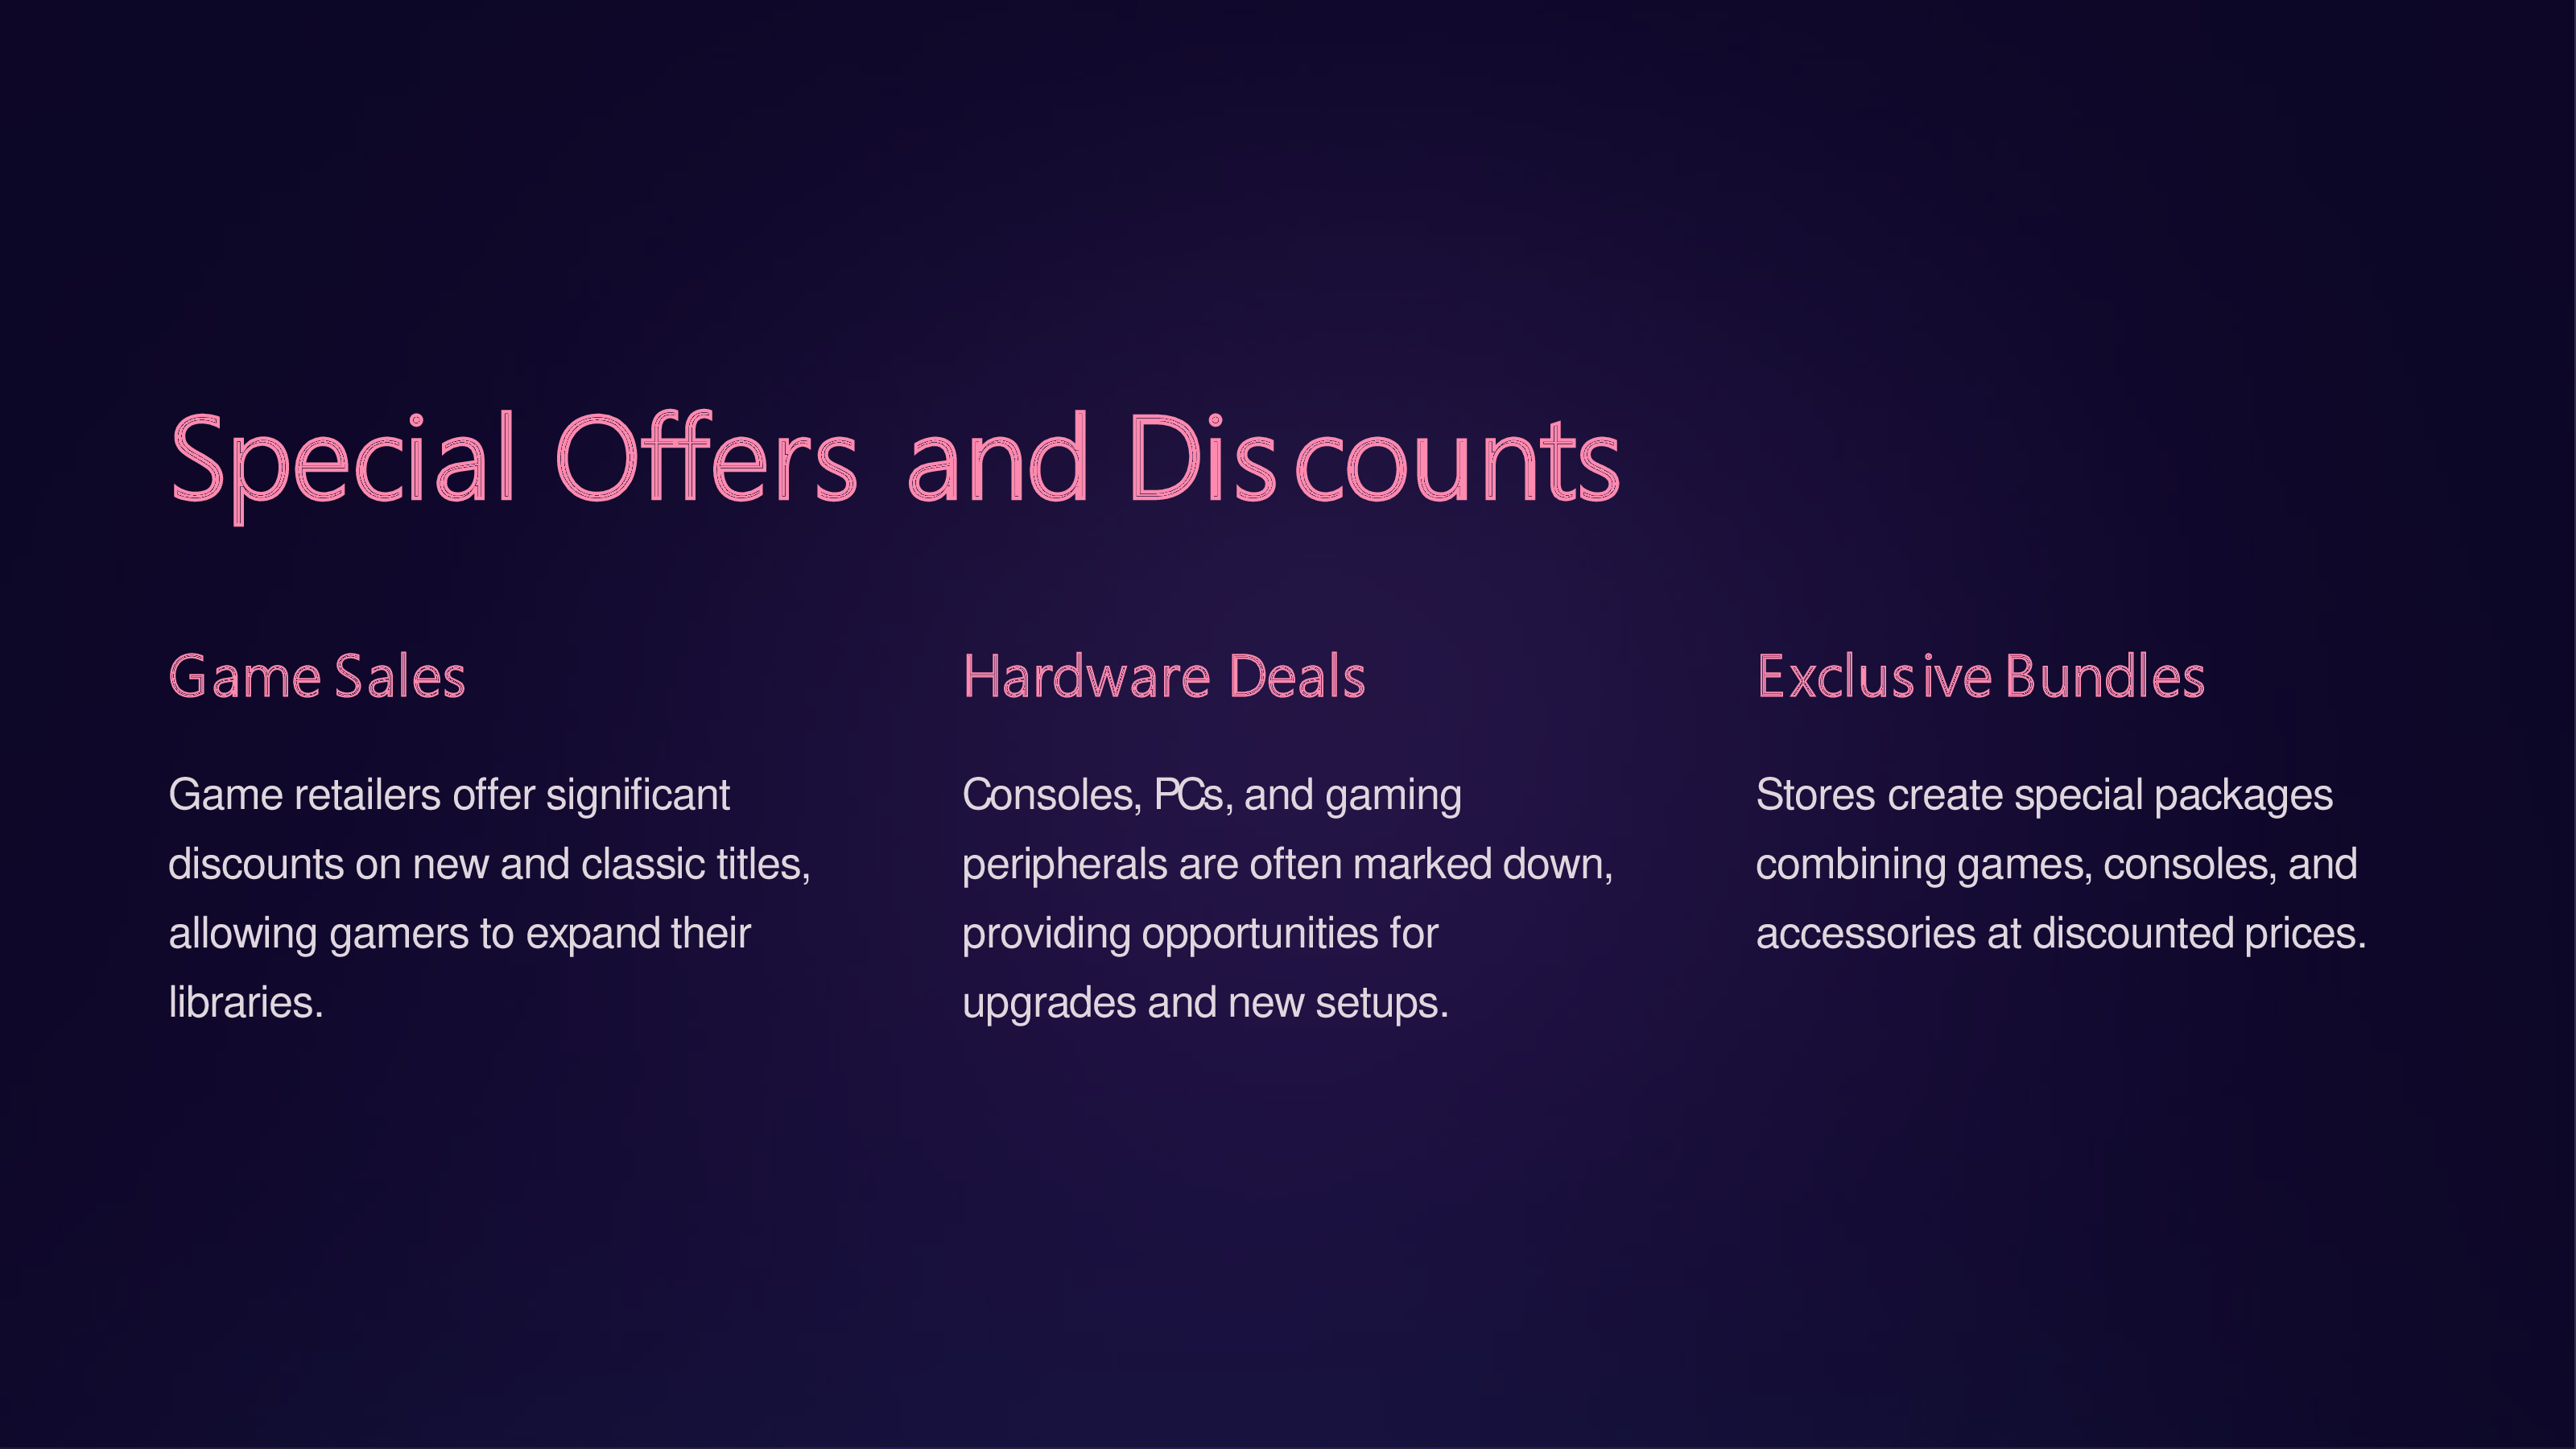 Special Offers and Discounts
Game Sales
Game retailers offer significant
discounts on new and classic titles,
allowing gamers to expand their
libraries.
Hardware Deals
Consoles, PCs, and gaming
peripherals are often marked down,
providing opportunities for
upgrades and new setups.
Exclusive Bundles
Stores create special packages
combining games, consoles, and
accessories at discounted prices.